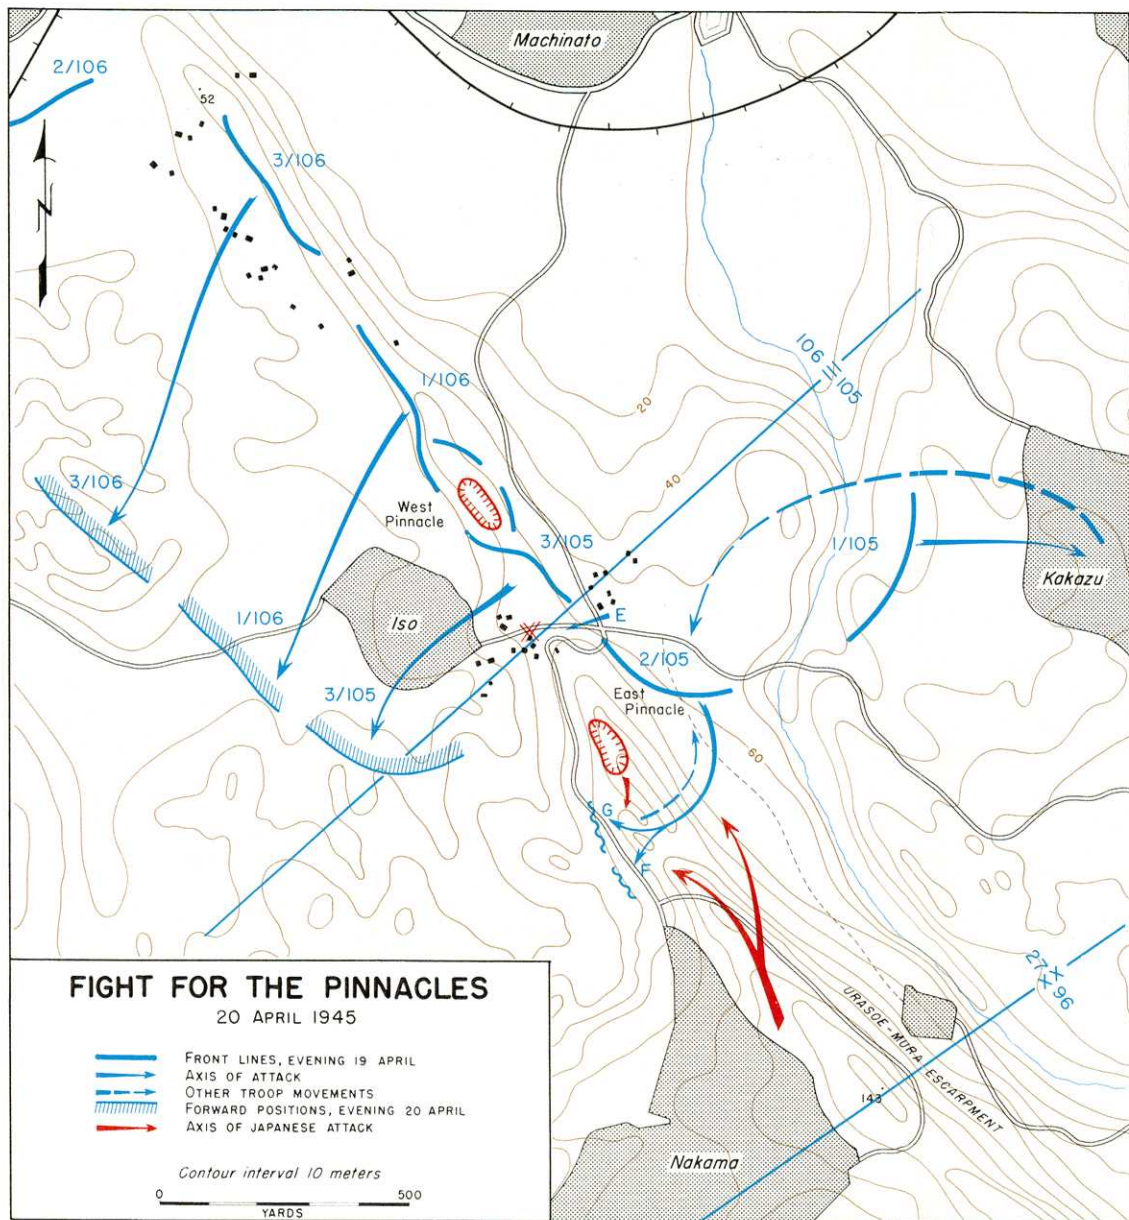 Machinato
2/106
52
3/106
N
106 105
1/106
20
40
3/106
West
Pinnacle
3/105
1/105
Kakazu
1/106
Iso
E
2/105
3/105
East
Pinnacle
60
G
F
27 96
URASOE-MURA ESCARPMENT
143
Nakama
FIGHT FOR THE PINNACLES
20 APRIL 1945
FRONT LINES, EVENING 19 APRIL
AXIS OF ATTACK
OTHER TROOP MOVEMENTS
FORWARD POSITIONS, EVENING 20 APRIL
AXIS OF JAPANESE ATTACK
Contour interval 10 meters
0 500
YARDS